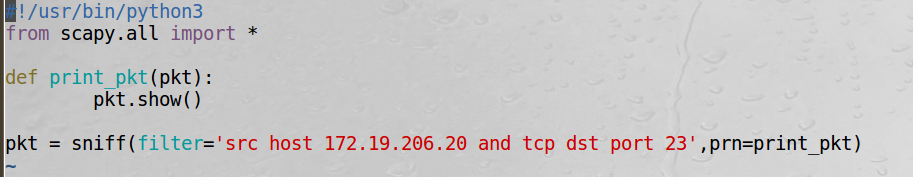 #!/usr/bin/python3
from scapy.all import *

def print_pkt(pkt):
        pkt.show()

pkt = sniff(filter='src host 172.19.206.20 and tcp dst port 23',prn=print_pkt)
~